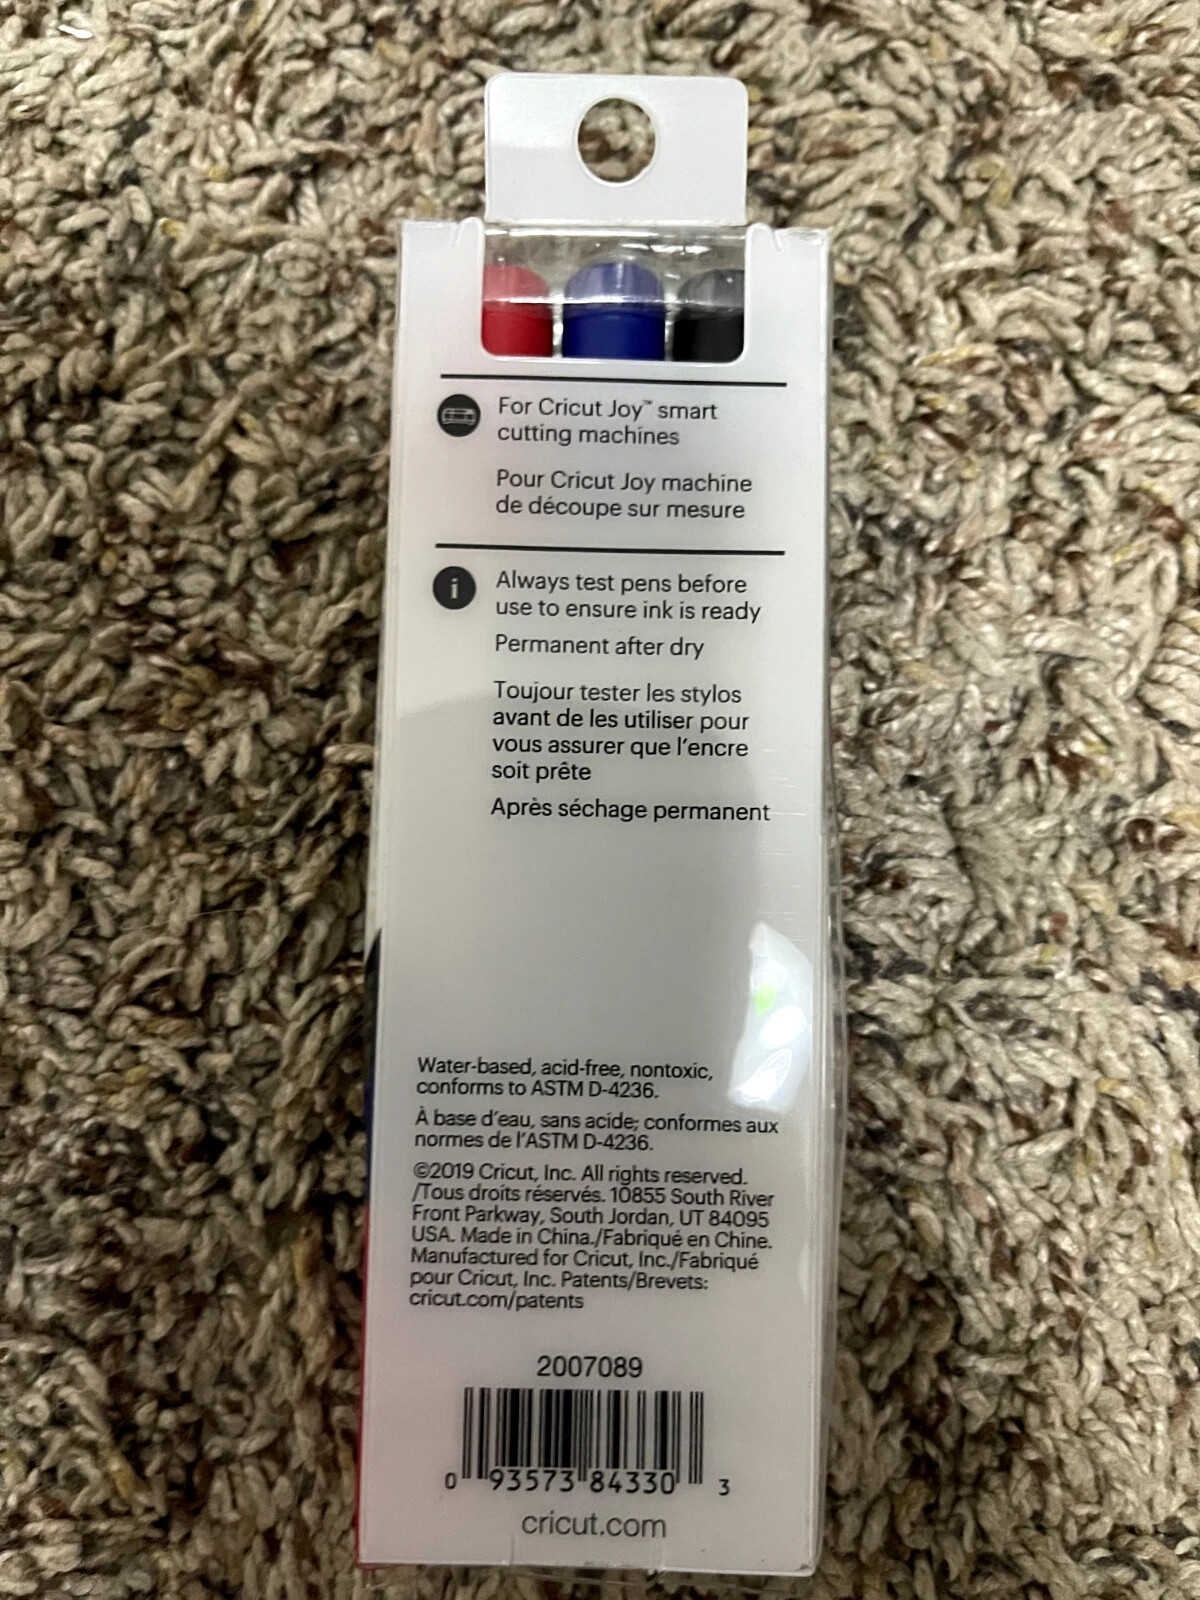 For Cricut Joy™ smart
cutting machines
Pour Cricut Joy machine
de découpe sur mesure
i
Always test pens before
use to ensure ink is ready
Permanent after dry
Toujour tester les stylos
avant de les utiliser pour
vous assurer que l'encre
soit prête
Après séchage permanent
Water-based, acid-free, nontoxic,
conforms to ASTM D-4236.
À base d'eau, sans acide; conformes aux
normes de l'ASTM D-4236.
©2019 Cricut, Inc. All rights reserved.
/Tous droits réservés. 10855 South River
Front Parkway, South Jordan, UT 84095
USA. Made in China./Fabriqué en Chine.
Manufactured for Cricut, Inc./Fabriqué
pour Cricut, Inc. Patents/Brevets:
cricut.com/patents
2007089
0 93573 84330 3
cricut.com